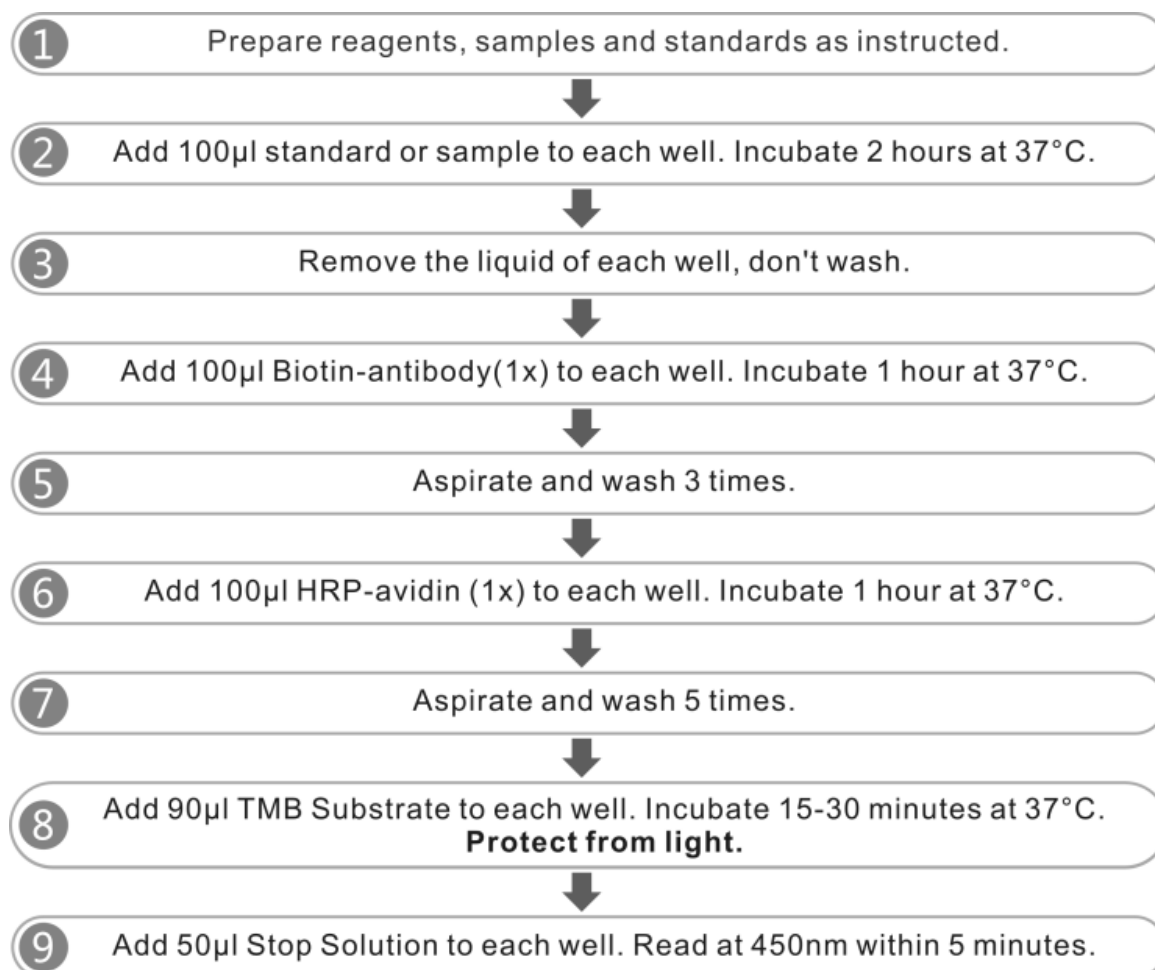 1 Prepare reagents, samples and standards as instructed.
2 Add 100µl standard or sample to each well. Incubate 2 hours at 37°C.
3 Remove the liquid of each well, don't wash.
4 Add 100µl Biotin-antibody(1x) to each well. Incubate 1 hour at 37°C.
5 Aspirate and wash 3 times.
6 Add 100µl HRP-avidin (1x) to each well. Incubate 1 hour at 37°C.
7 Aspirate and wash 5 times.
8 Add 90µl TMB Substrate to each well. Incubate 15-30 minutes at 37°C.
Protect from light.
9 Add 50µl Stop Solution to each well. Read at 450nm within 5 minutes.